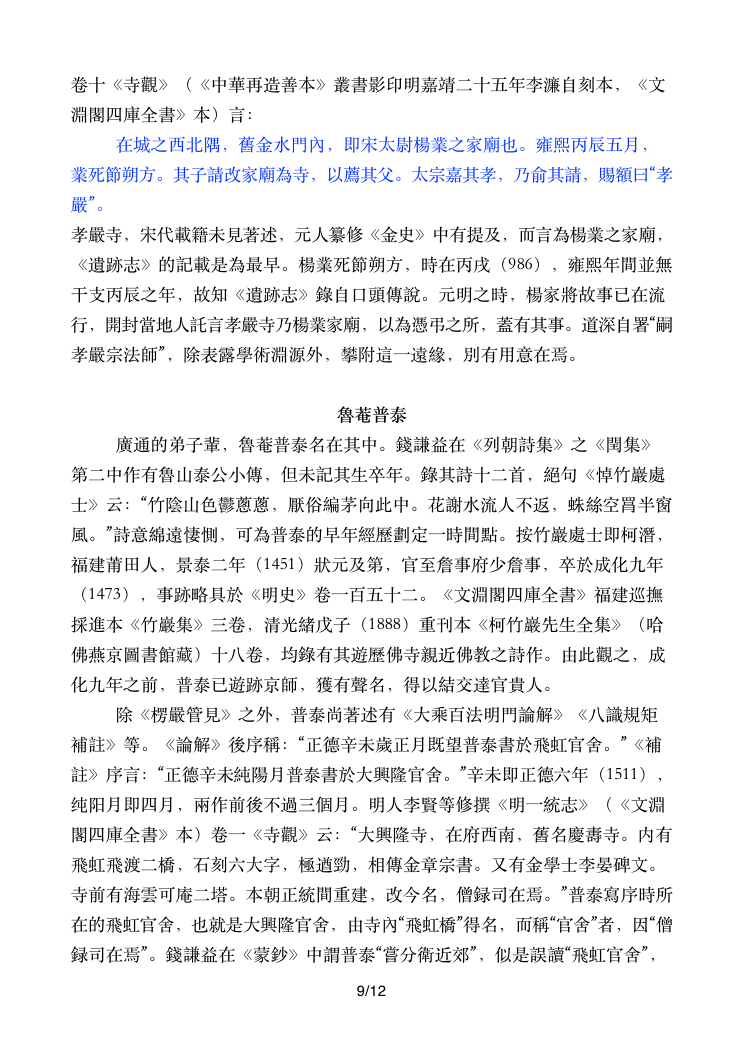 卷十《寺觀》（《中華再造善本》叢書影印明嘉靖二十五年李濂自刻本，《文
淵閣四庫全書》本）言：
在城之西北隅，舊金水門內，即宋太尉楊業之家廟也。雍熙丙辰五月，
業死節朔方。其子請改家廟為寺，以薦其父。太宗嘉其孝，乃俞其請，賜額曰“孝
嚴”。
孝嚴寺，宋代載籍未見著述，元人纂修《金史》中有提及，而言為楊業之家廟，
《遺跡志》的記載是為最早。楊業死節朔方，時在丙戌（986），雍熙年間並無
干支丙辰之年，故知《遺跡志》錄自口頭傳說。元明之時，楊家將故事已在流
行，開封當地人託言孝嚴寺乃楊業家廟，以為憑弔之所，蓋有其事。道深自署“嗣
孝嚴宗法師”，除表露學術淵源外，攀附這一遠緣，別有用意在焉。
魯菴普泰
廣通的弟子輩，魯菴普泰名在其中。錢謙益在《列朝詩集》之《閏集》
第二中作有魯山泰公小傳，但未記其生卒年。錄其詩十二首，絕句《悼竹巖處
士》云：“竹陰山色鬱蔥蔥，厭俗編茅向此中。花謝水流人不返，蛛絲空罥半窗
風。”詩意綿遠悽惻，可為普泰的早年經歷劃定一時間點。按竹巖處士即柯潛，
福建莆田人，景泰二年（1451）狀元及第，官至詹事府少詹事，卒於成化九年
（1473），事跡略具於《明史》卷一百五十二。《文淵閣四庫全書》福建巡撫
採進本《竹巖集》三卷，清光緒戊子（1888）重刊本《柯竹巖先生全集》（哈
佛燕京圖書館藏）十八卷，均錄有其遊歷佛寺親近佛教之詩作。由此觀之，成
化九年之前，普泰已遊跡京師，獲有聲名，得以結交達官貴人。
除《楞嚴管見》之外，普泰尚著述有《大乘百法明門論解》《八識規矩
補註》等。《論解》後序稱：“正德辛未歲正月既望普泰書於飛虹官舍。”《補
註》序言：“正德辛未純陽月普泰書於大興隆官舍。”辛未即正德六年（1511），
纯阳月即四月，兩作前後不過三個月。明人李賢等修撰《明一統志》（《文淵
閣四庫全書》本）卷一《寺觀》云：“大興隆寺，在府西南，舊名慶壽寺。内有
飛虹飛渡二橋，石刻六大字，極遒勁，相傳金章宗書。又有金學士李晏碑文。
寺前有海雲可庵二塔。本朝正統間重建，改今名，僧録司在焉。”普泰寫序時所
在的飛虹官舍，也就是大興隆官舍，由寺內“飛虹橋”得名，而稱“官舍”者，因“僧
録司在焉”。錢謙益在《蒙鈔》中謂普泰“嘗分衛近郊”，似是誤讀“飛虹官舍”，
9/12